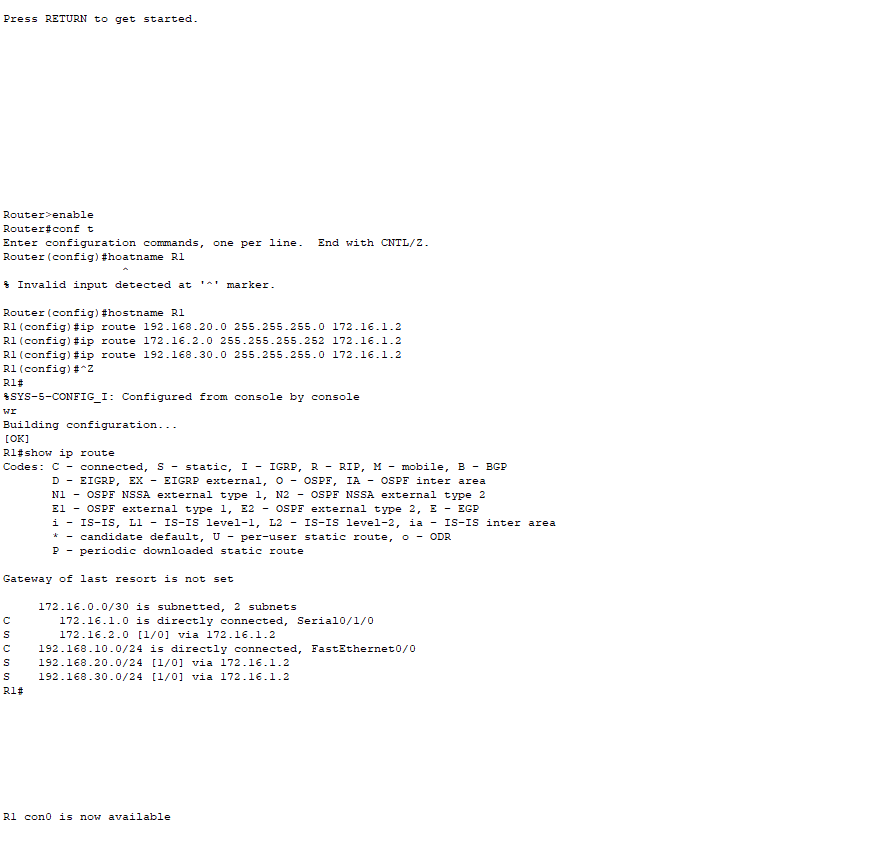 Press RETURN to get started.
Router>enable
Router#conf t
Enter configuration commands, one per line.  End with CNTL/Z.
Router(config)#hoatname R1
                 ^
% Invalid input detected at '^' marker.
Router(config)#hostname R1
R1(config)#ip route 192.168.20.0 255.255.255.0 172.16.1.2
R1(config)#ip route 172.16.2.0 255.255.255.252 172.16.1.2
R1(config)#ip route 192.168.30.0 255.255.255.0 172.16.1.2
R1(config)#^Z
R1#
%SYS-5-CONFIG_I: Configured from console by console
wr
Building configuration...
[OK]
R1#show ip route
Codes: C - connected, S - static, I - IGRP, R - RIP, M - mobile, B - BGP
       D - EIGRP, EX - EIGRP external, O - OSPF, IA - OSPF inter area
       N1 - OSPF NSSA external type 1, N2 - OSPF NSSA external type 2
       E1 - OSPF external type 1, E2 - OSPF external type 2, E - EGP
       i - IS-IS, L1 - IS-IS level-1, L2 - IS-IS level-2, ia - IS-IS inter area
       * - candidate default, U - per-user static route, o - ODR
       P - periodic downloaded static route
Gateway of last resort is not set
     172.16.0.0/30 is subnetted, 2 subnets
C       172.16.1.0 is directly connected, Serial0/1/0
S       172.16.2.0 [1/0] via 172.16.1.2
C    192.168.10.0/24 is directly connected, FastEthernet0/0
S    192.168.20.0/24 [1/0] via 172.16.1.2
S    192.168.30.0/24 [1/0] via 172.16.1.2
R1#
R1 con0 is now available